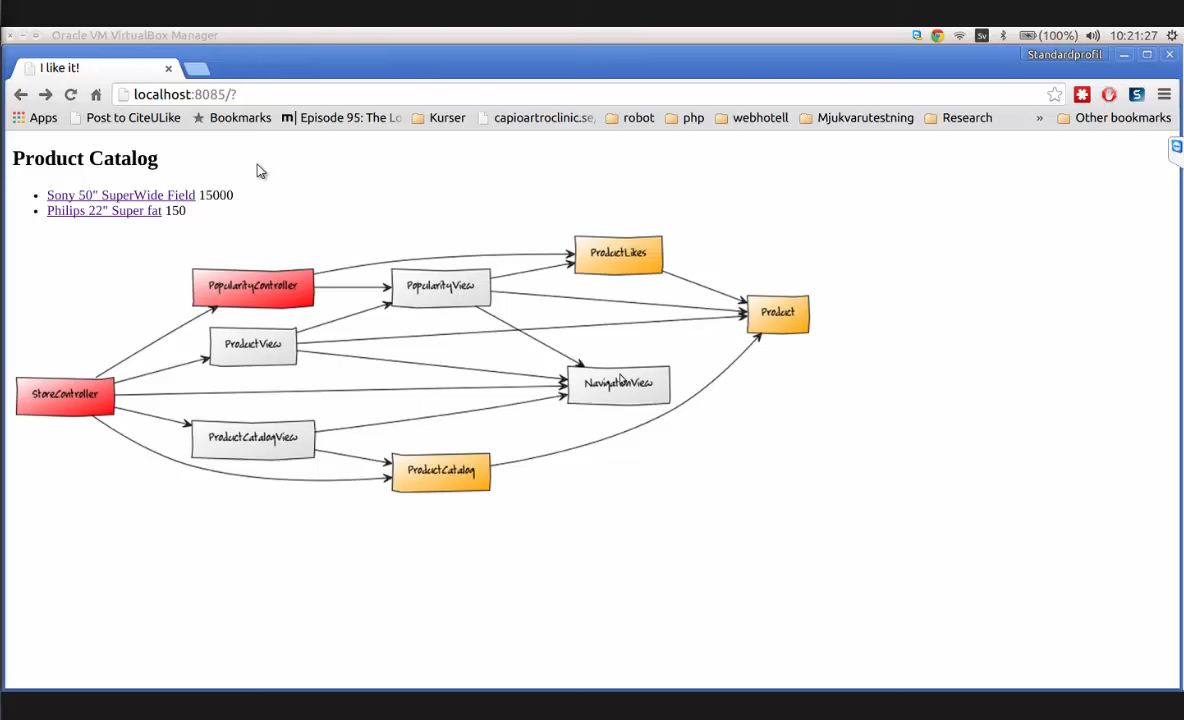 Oracle VM VirtualBox Manager
Sv (100%) 10:21:27
Standardprofil
I like it!
localhost:8085/?
Apps Post to CiteULike Bookmarks m| Episode 95: The Lo Kurser capioartroclinic.se, robot php webhotell Mjukvarutestning Research » Other bookmarks
Product Catalog
• Sony 50" SuperWide Field 15000
• Philips 22" Super fat 150
ProductLikes
PopularityController
PopularityView
Product
ProductView
NavigationView
StoreController
ProductCatalogView
ProductCatalog